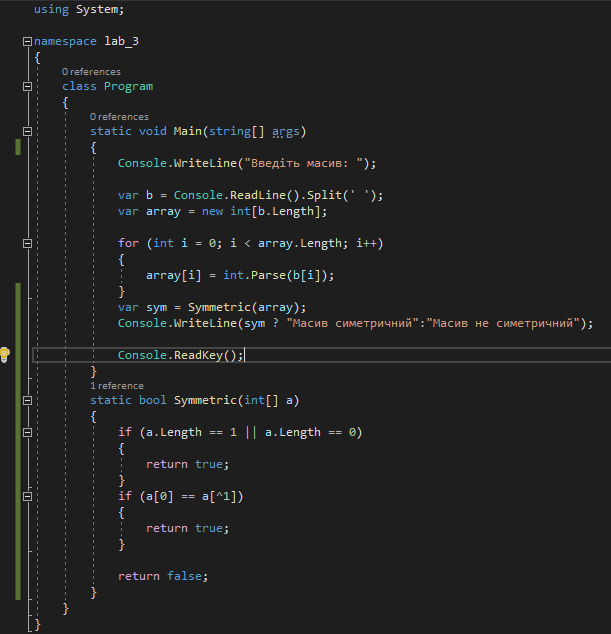 using System;
namespace lab_3
{
0 references
class Program
{
0 references
static void Main(string[] args)
{
Console.WriteLine("Введіть масив: ");
var b = Console.ReadLine().Split(' ');
var array = new int[b.Length];
for (int i = 0; i < array.Length; i++)
{
array[i] = int.Parse(b[i]);
}
var sym = Symmetric(array);
Console.WriteLine(sym ? "Масив симетричний":"Масив не симетричний");
Console.ReadKey();
}
1 reference
static bool Symmetric(int[] a)
{
if (a.Length == 1 || a.Length == 0)
{
return true;
}
if (a[0] == a[^1])
{
return true;
}
return false;
}
}
}